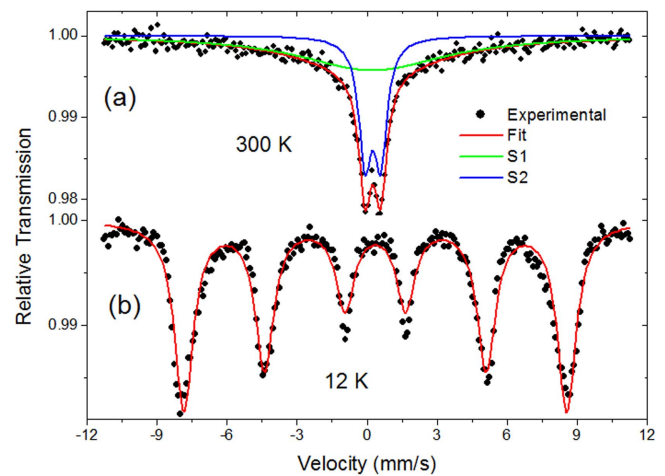 1.00
(a)
Experimental
0.99
Fit
300 K
S1
S2
0.98
Relative Transmission
1.00
(b)
0.99
12 K
-12 -9 -6 -3 0 3 6 9 12
Velocity (mm/s)